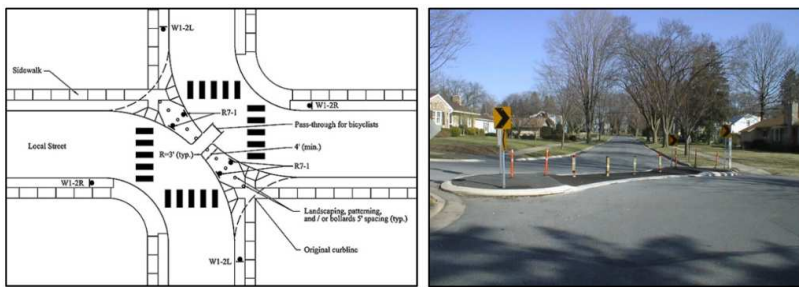 W1-2L
Sidewalk
W1-2R
R7-1
Pass-through for bicyclists
Local Street
R=3' (typ.)
4' (min.)
R7-1
W1-2R
Landscaping, patterning,
and / or bollards 5' spacing (typ.)
Original curbline
W1-2L